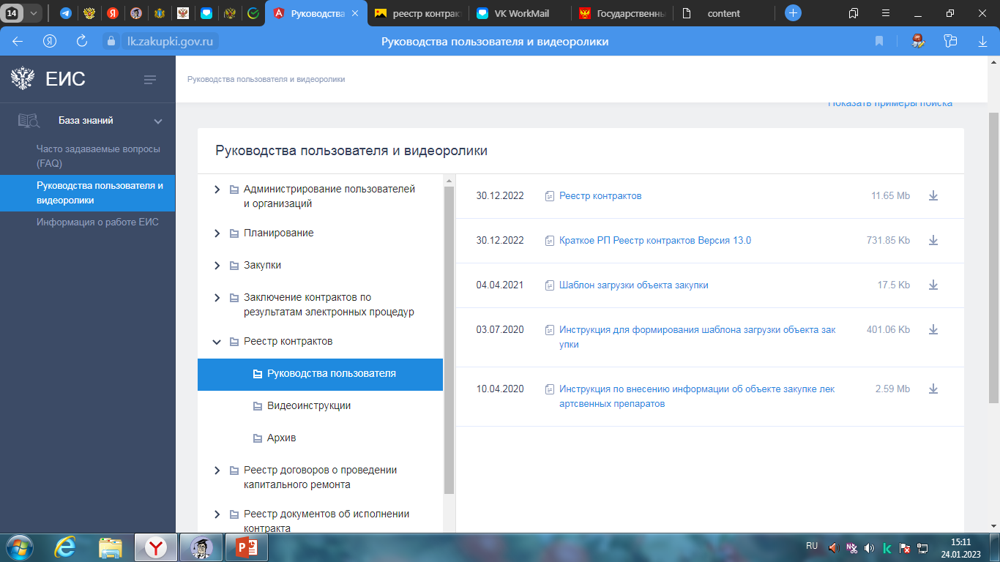 14
Руководства
реестр контракт
VK WorkMail
Государственны
content
lk.zakupki.gov.ru
Руководства пользователя и видеоролики
ЕИС
Руководства пользователя и видеоролики
База знаний
Часто задаваемые вопросы
(FAQ)
Руководства пользователя и
видеоролики
Информация о работе ЕИС
Показать примеры поиска
Руководства пользователя и видеоролики
Администрирование пользователей
и организаций
Планирование
Закупки
Заключение контрактов по
результатам электронных процедур
Реестр контрактов
Руководства пользователя
Видеоинструкции
Архив
Реестр договоров о проведении
капитального ремонта
Реестр документов об исполнении
контракта
30.12.2022 Реестр контрактов 11.65 Mb
30.12.2022 Краткое РП Реестр контрактов Версия 13.0 731.85 Kb
04.04.2021 Шаблон загрузки объекта закупки 17.5 Kb
03.07.2020 Инструкция для формирования шаблона загрузки объекта зак 401.06 Kb
упки
10.04.2020 Инструкция по внесению информации об объекте закупке лек 2.59 Mb
артсвенных препаратов
RU
15:11
24.01.2023